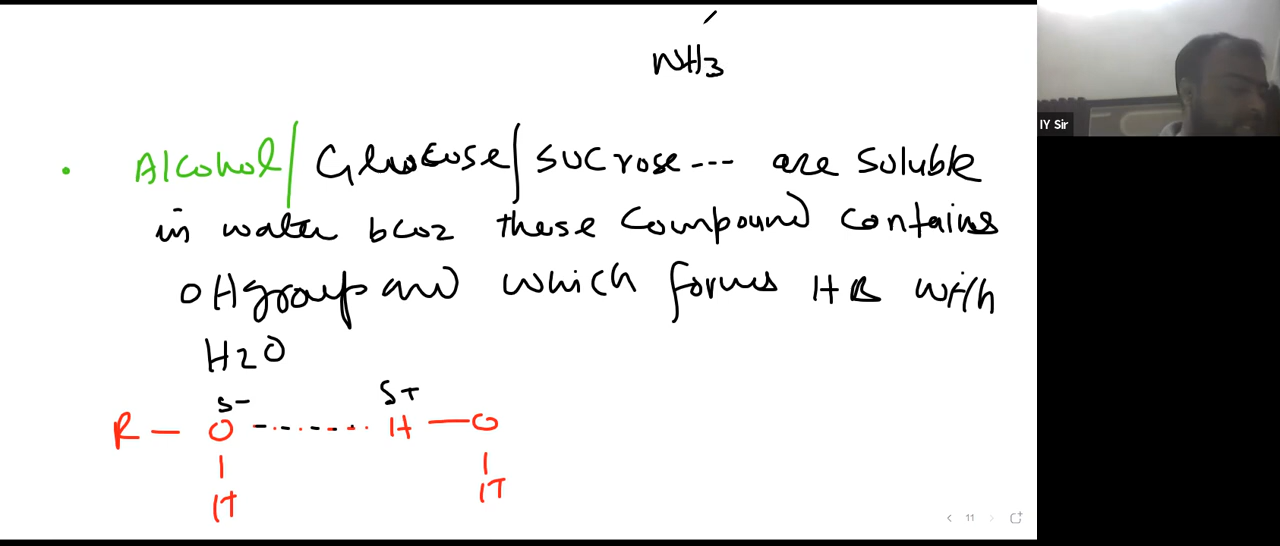 NH3
IY Sir
• Alcohol/Glucose/sucrose--- are soluble
in water bcoz these compound contains
OH group and which forms HB with
H2O
δ- δ+
R — O ------- H — O
| |
H H
11